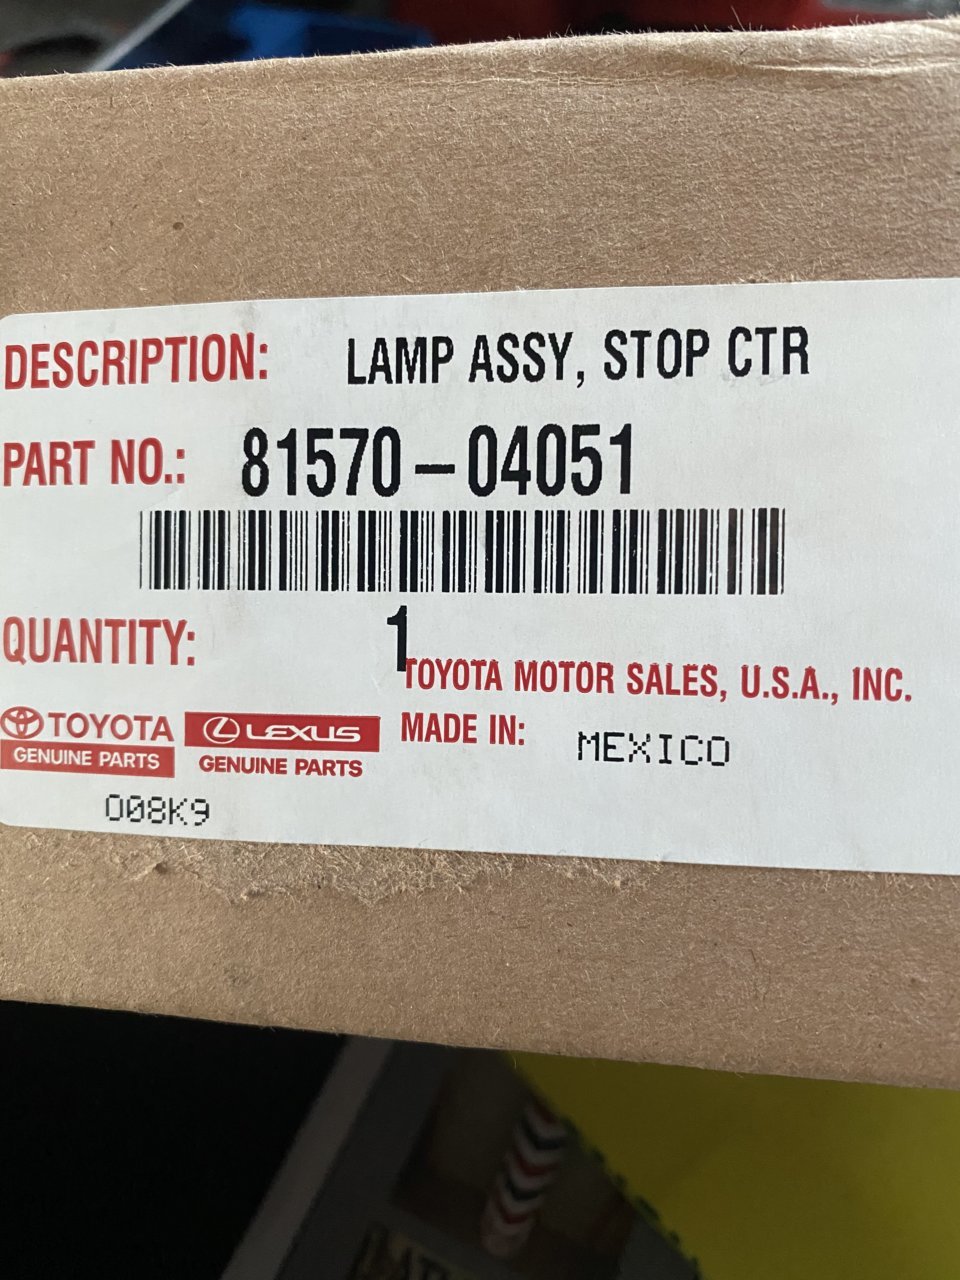 DESCRIPTION: LAMP ASSY, STOP CTR
PART NO.: 81570-04051
QUANTITY: 1
TOYOTA MOTOR SALES, U.S.A., INC.
TOYOTA
GENUINE PARTS
LEXUS
GENUINE PARTS
MADE IN: MEXICO
008K9